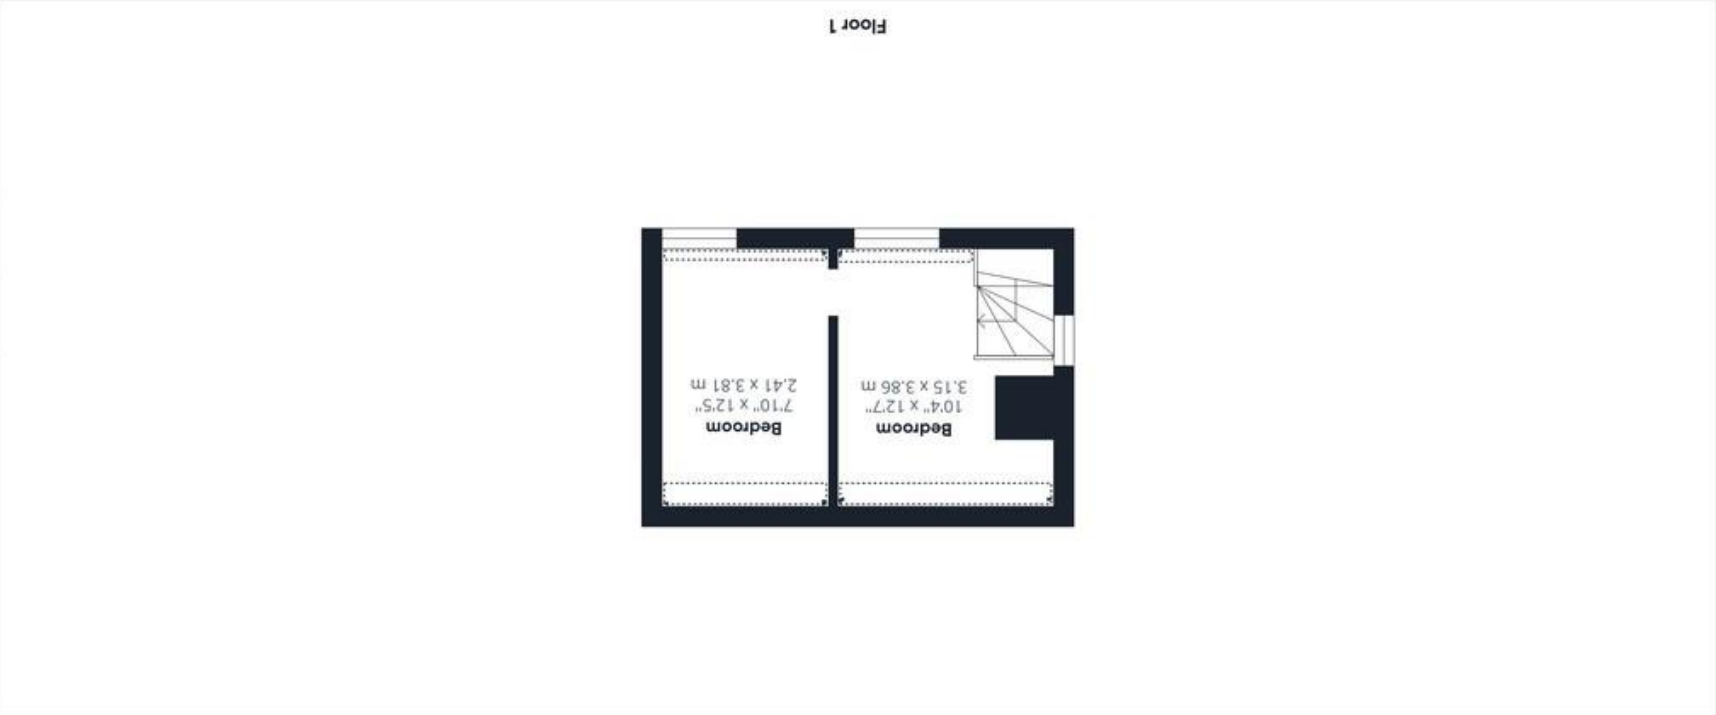 Bedroom
10'4" x 12'7"
3.15 x 3.86 m
Bedroom
7'10" x 12'5"
2.41 x 3.81 m
Floor 1